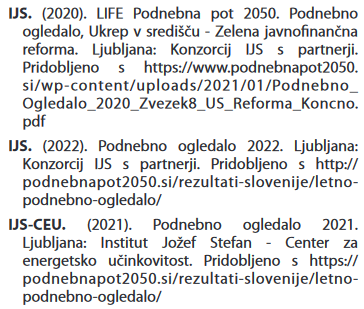 IJS. (2020). LIFE Podnebna pot 2050. Podnebno
ogledalo, Ukrep v središču - Zelena javnofinančna
reforma. Ljubljana: Konzorcij IJS s partnerji.
Pridobljeno s https://www.podnebnapot2050.
si/wp-content/uploads/2021/01/Podnebno_
Ogledalo_2020_Zvezek8_US_Reforma_Koncno.
pdf
IJS. (2022). Podnebno ogledalo 2022. Ljubljana:
Konzorcij IJS s partnerji. Pridobljeno s http://
podnebnapot2050.si/rezultati-slovenije/letno-
podnebno-ogledalo/
IJS-CEU. (2021). Podnebno ogledalo 2021.
Ljubljana: Institut Jožef Stefan - Center za
energetsko učinkovitost. Pridobljeno s https://
podnebnapot2050.si/rezultati-slovenije/letno-
podnebno-ogledalo/